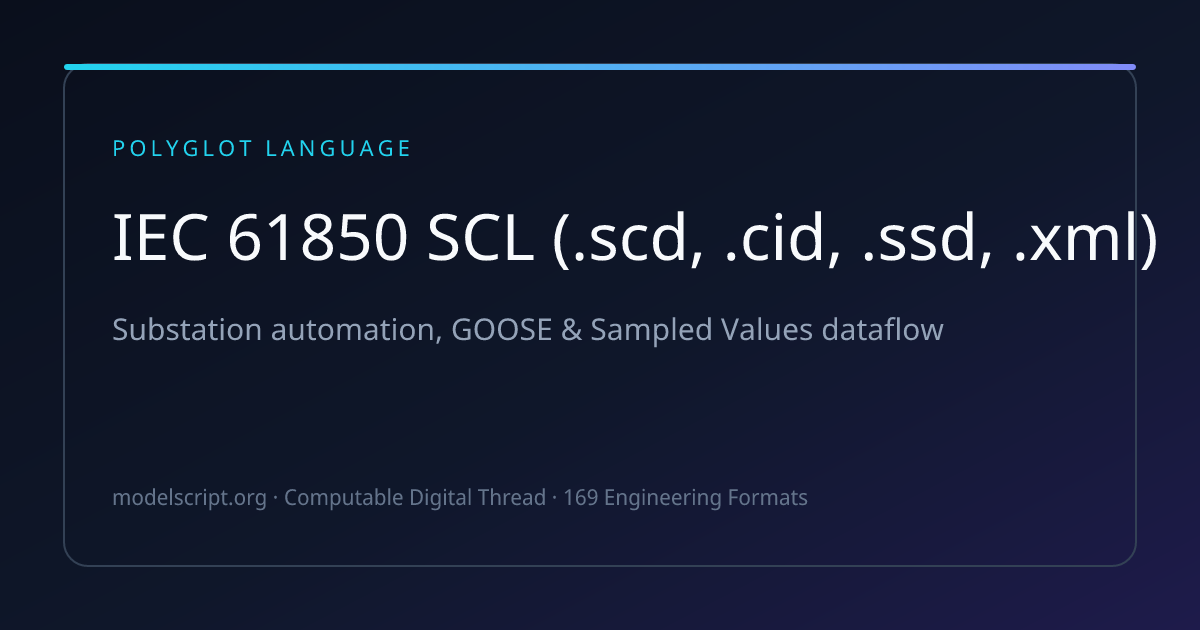 POLYGLOT LANGUAGE
IEC 61850 SCL (.scd, .cid, .ssd, .xml)
Substation automation, GOOSE & Sampled Values dataflow
modelscript.org · Computable Digital Thread · 169 Engineering Formats